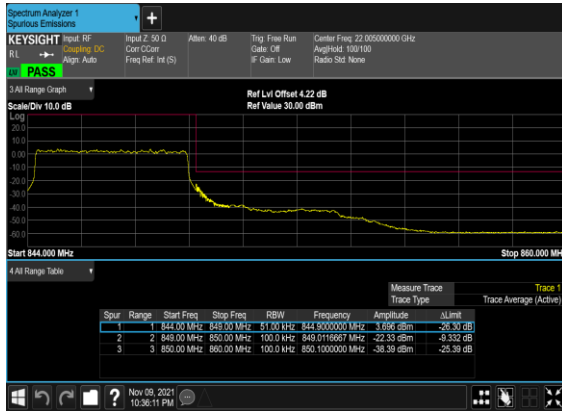 Spectrum Analyzer 1
Spurious Emissions
+
KEYSIGHT Input: RF Input Z: 50 Ω Atten: 40 dB Trig: Free Run Center Freq: 22.005000000 GHz
RL Coupling: DC Corr CCorr Gate: Off Avg|Hold: 100/100
Align: Auto Freq Ref: Int (S) IF Gain: Low Radio Std: None
LV PASS
3 All Range Graph Ref Lvl Offset 4.22 dB
Scale/Div 10.0 dB Ref Value 30.00 dBm
Log
20.0
10.0
0.00
-10.0
-20.0
-30.0
-40.0
-50.0
-60.0
Start 844.000 MHz Stop 860.000 MHz
4 All Range Table
Measure Trace Trace 1
Trace Type Trace Average (Active)
Spur Range Start Freq Stop Freq RBW Frequency Amplitude ΔLimit
1 1 844.00 MHz 849.00 MHz 51.00 kHz 844.9000000 MHz 3.696 dBm -26.30 dB
2 2 849.00 MHz 850.00 MHz 100.0 kHz 849.0116667 MHz -22.33 dBm -9.332 dB
3 3 850.00 MHz 860.00 MHz 100.0 kHz 850.1000000 MHz -38.39 dBm -25.39 dB
? Nov 09, 2021
10:36:11 PM